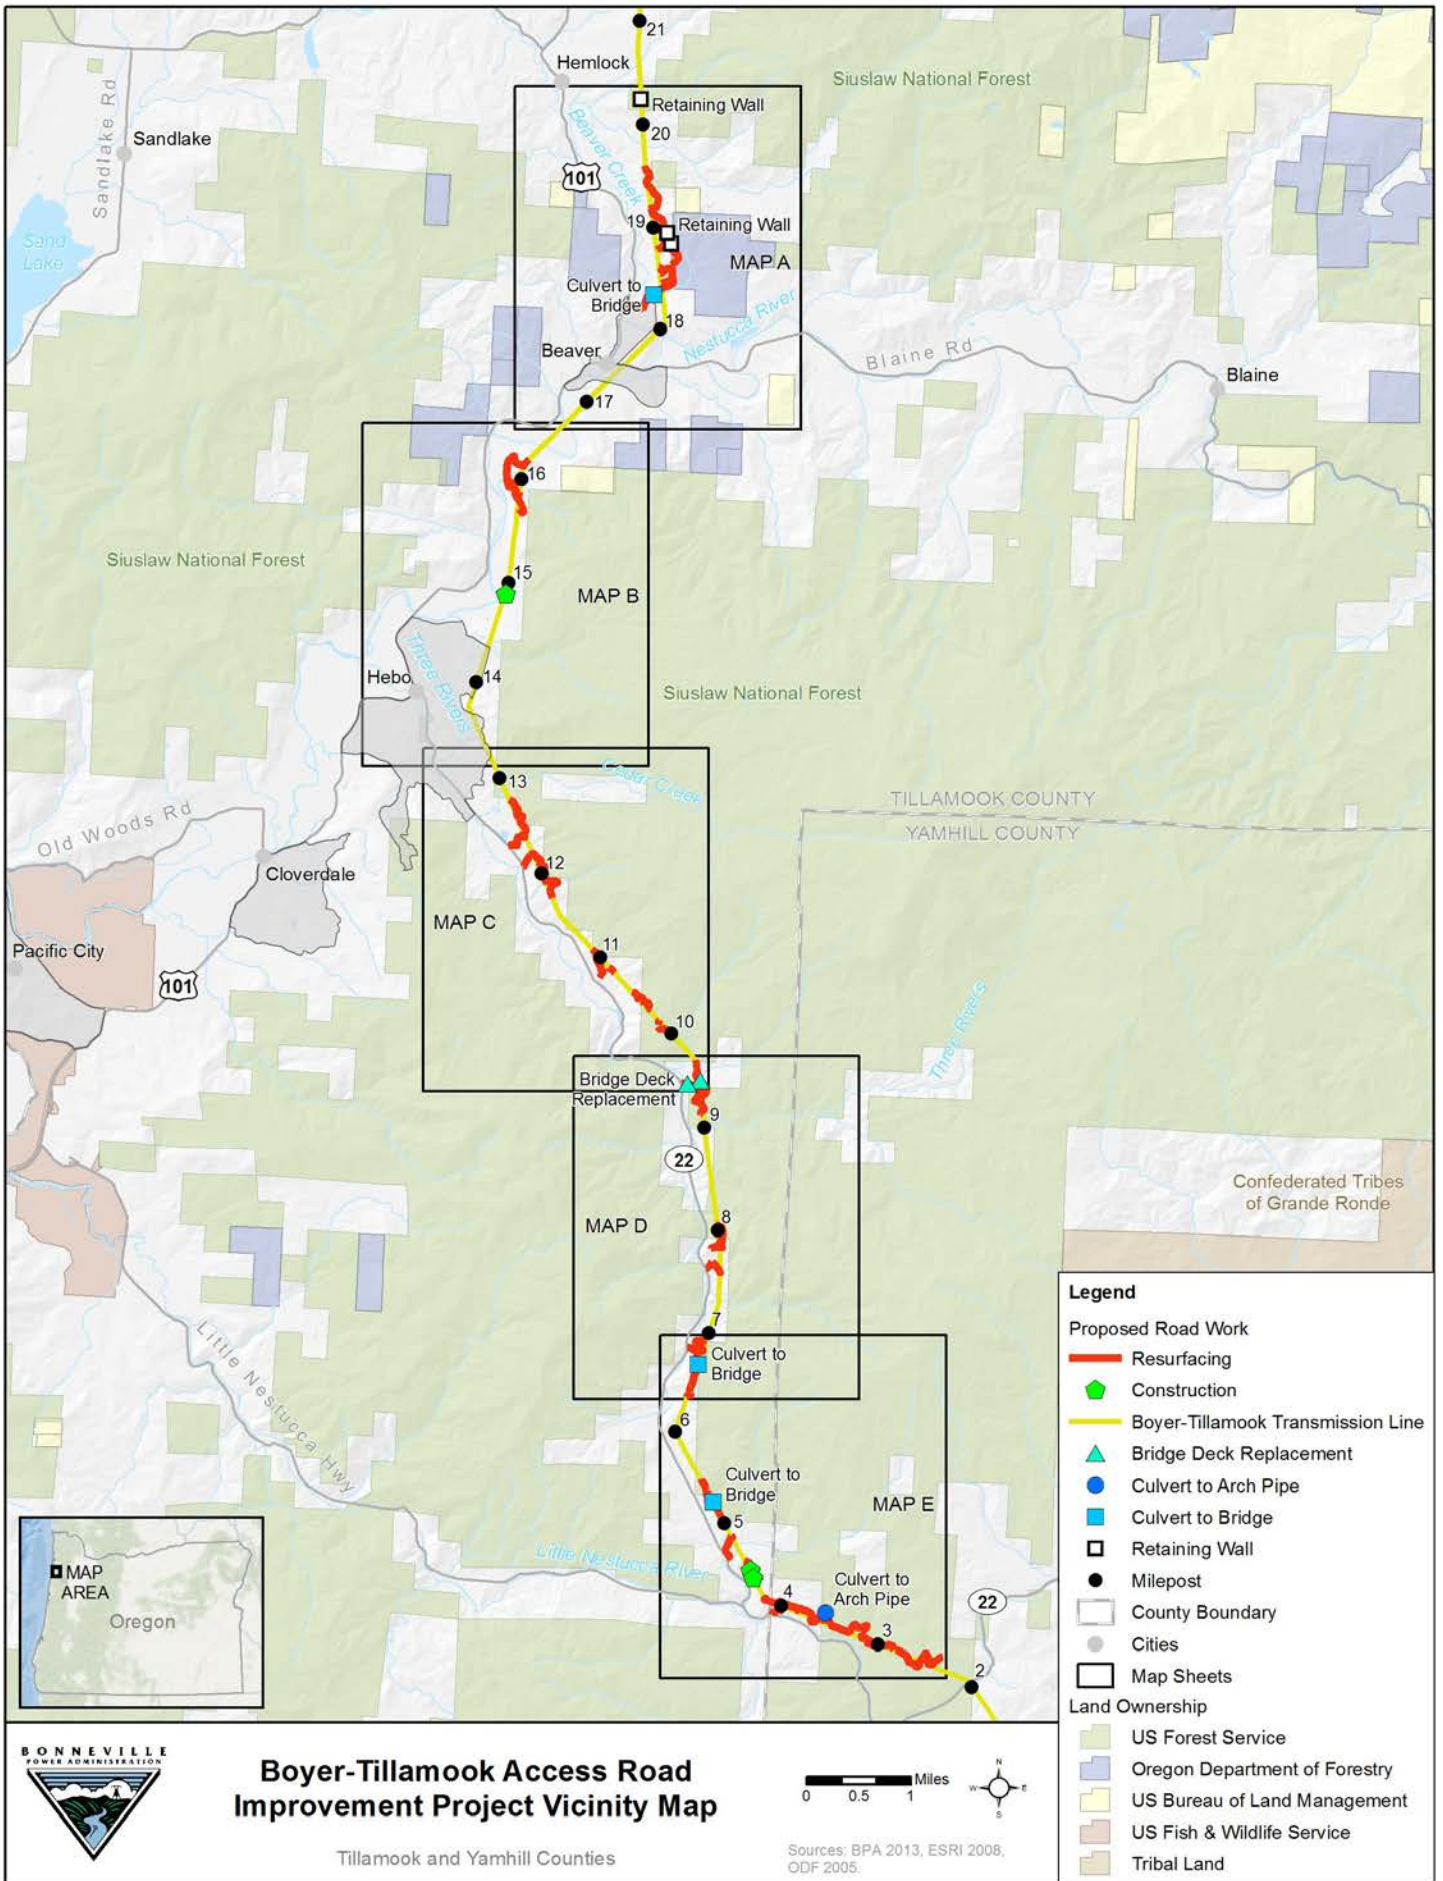 21
Hemlock
Siuslaw National Forest
Retaining Wall
20
Sandlake Rd
Sandlake
Beaver Creek
101
19
Retaining Wall
MAP A
Sand
Lake
Culvert to
Bridge
18
Nestucca River
Beaver
Blaine Rd
Blaine
17
16
Siuslaw National Forest
15
MAP B
Three Rivers
Hebo
14
Siuslaw National Forest
13
Cedar Creek
TILLAMOOK COUNTY
YAMHILL COUNTY
Old Woods Rd
12
Cloverdale
MAP C
11
Pacific City
101
10
Three Rivers
Bridge Deck
Replacement
9
22
Confederated Tribes
of Grande Ronde
MAP D
8
7
Culvert to
Bridge
Little Nestucca Hwy
6
Culvert to
Bridge
MAP E
5
Little Nestucca River
Culvert to
Arch Pipe
4
22
3
2
MAP
AREA
Oregon
Legend
Proposed Road Work
Resurfacing
Construction
Boyer-Tillamook Transmission Line
Bridge Deck Replacement
Culvert to Arch Pipe
Culvert to Bridge
Retaining Wall
Milepost
County Boundary
Cities
Map Sheets
Land Ownership
US Forest Service
Oregon Department of Forestry
US Bureau of Land Management
US Fish & Wildlife Service
Tribal Land
BONNEVILLE
POWER ADMINISTRATION
Boyer-Tillamook Access Road
Improvement Project Vicinity Map
Tillamook and Yamhill Counties
Miles
0 0.5 1
N
W E
S
Sources: BPA 2013, ESRI 2008,
ODF 2005.